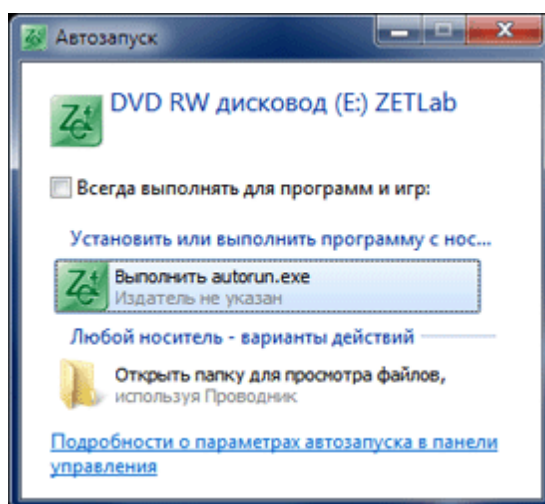 Автозапуск
DVD RW дисковод (E:) ZETLab
Всегда выполнять для программ и игр:
Установить или выполнить программу с нос...
Выполнить autorun.exe
Издатель не указан
Любой носитель - варианты действий
Открыть папку для просмотра файлов,
используя Проводник
Подробности о параметрах автозапуска в панели
управления